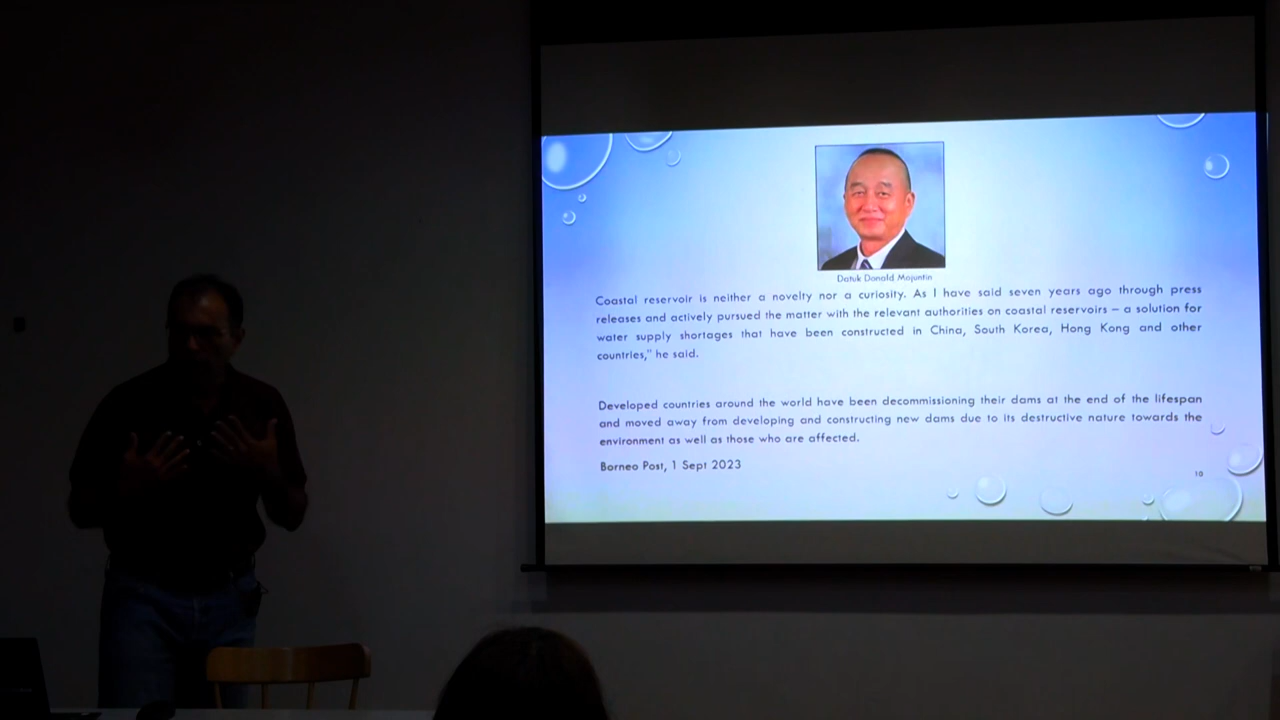 Datuk Donald Mojuntin
Coastal reservoir is neither a novelty nor a curiosity. As I have said seven years ago through press
releases and actively pursued the matter with the relevant authorities on coastal reservoirs – a solution for
water supply shortages that have been constructed in China, South Korea, Hong Kong and other
countries," he said.
Developed countries around the world have been decommissioning their dams at the end of the lifespan
and moved away from developing and constructing new dams due to its destructive nature towards the
environment as well as those who are affected.
Borneo Post, 1 Sept 2023
10